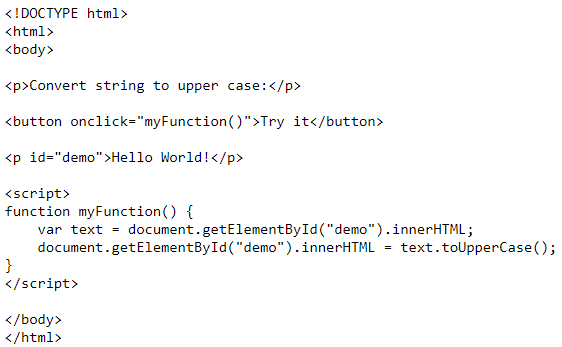 <!DOCTYPE html>
<html>
<body>

<p>Convert string to upper case:</p>

<button onclick="myFunction()">Try it</button>

<p id="demo">Hello World!</p>

<script>
function myFunction() {
    var text = document.getElementById("demo").innerHTML;
    document.getElementById("demo").innerHTML = text.toUpperCase();
}
</script>

</body>
</html>